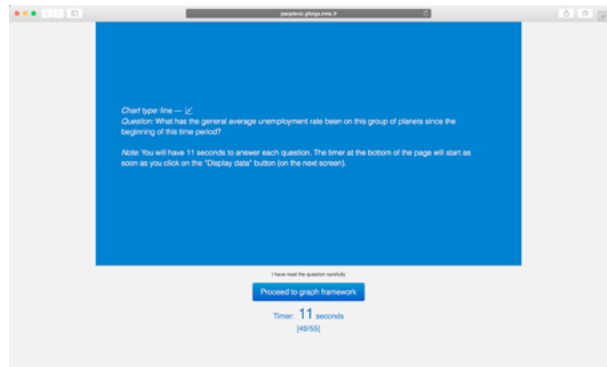 peoplevis.gforge.inria.fr
Chart type: line —
Question: What has the general average unemployment rate been on this group of planets since the
beginning of this time period?
Note: You will have 11 seconds to answer each question. The timer at the bottom of the page will start as
soon as you click on the "Display data" button (on the next screen).
I have read the question carefully
Proceed to graph framework
Timer: 11 seconds
[49/55]